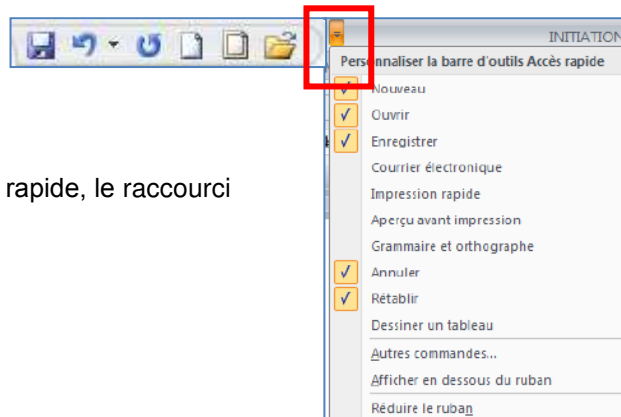 INITIATION
Personnaliser la barre d'outils Accès rapide
Nouveau
Ouvrir
Enregistrer
Courrier électronique
rapide, le raccourci
Impression rapide
Aperçu avant impression
Grammaire et orthographe
Annuler
Rétablir
Dessiner un tableau
Autres commandes...
Afficher en dessous du ruban
Réduire le ruban